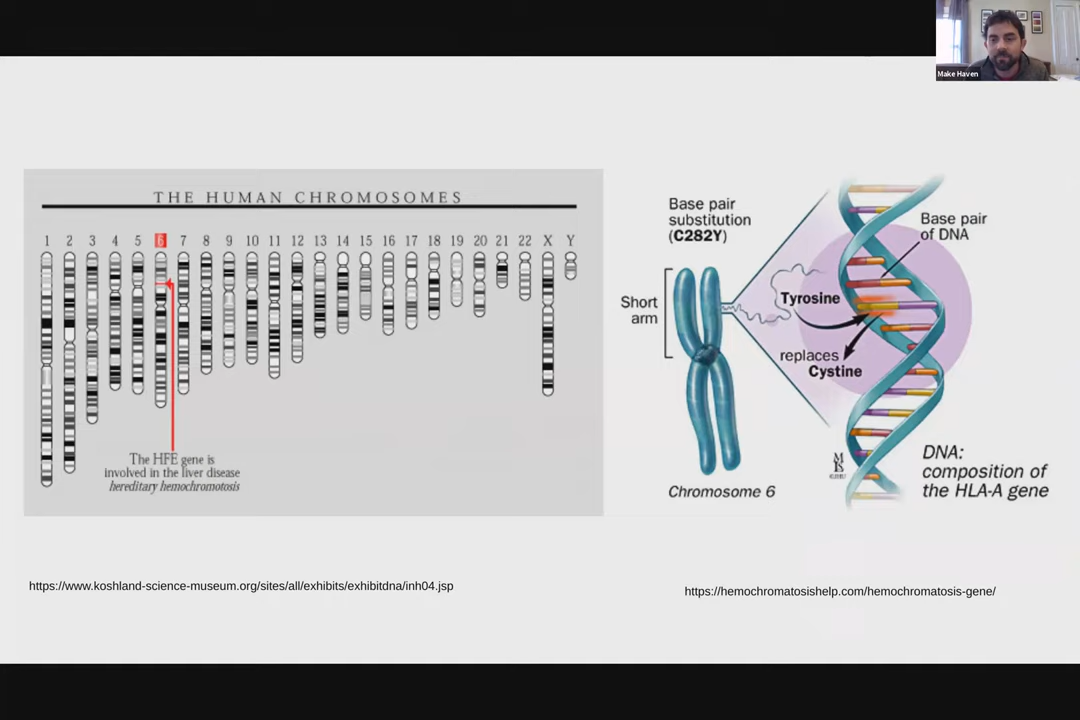 Make Haven
THE HUMAN CHROMOSOMES
1 2 3 4 5 6 7 8 9 10 11 12 13 14 15 16 17 18 19 20 21 22 X Y
The HFE gene is
involved in the liver disease
hereditary hemochromotosis
Base pair
substitution
(C282Y)
Base pair
of DNA
Short
arm
Tyrosine
replaces
Cystine
DNA:
composition of
the HLA-A gene
Chromosome 6
https://www.koshland-science-museum.org/sites/all/exhibits/exhibitdna/inh04.jsp
https://hemochromatosishelp.com/hemochromatosis-gene/